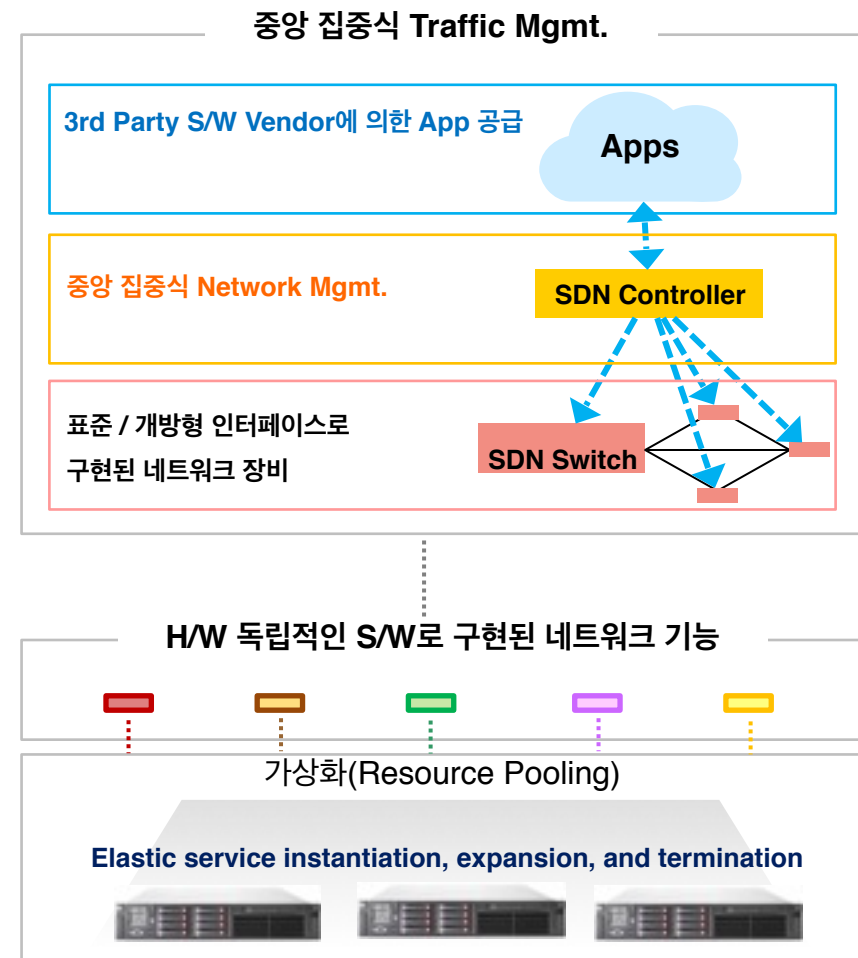 중앙 집중식 Traffic Mgmt.
3rd Party S/W Vendor에 의한 App 공급
Apps
중앙 집중식 Network Mgmt.
SDN Controller
표준 / 개방형 인터페이스로
구현된 네트워크 장비
SDN Switch
H/W 독립적인 S/W로 구현된 네트워크 기능
가상화(Resource Pooling)
Elastic service instantiation, expansion, and termination